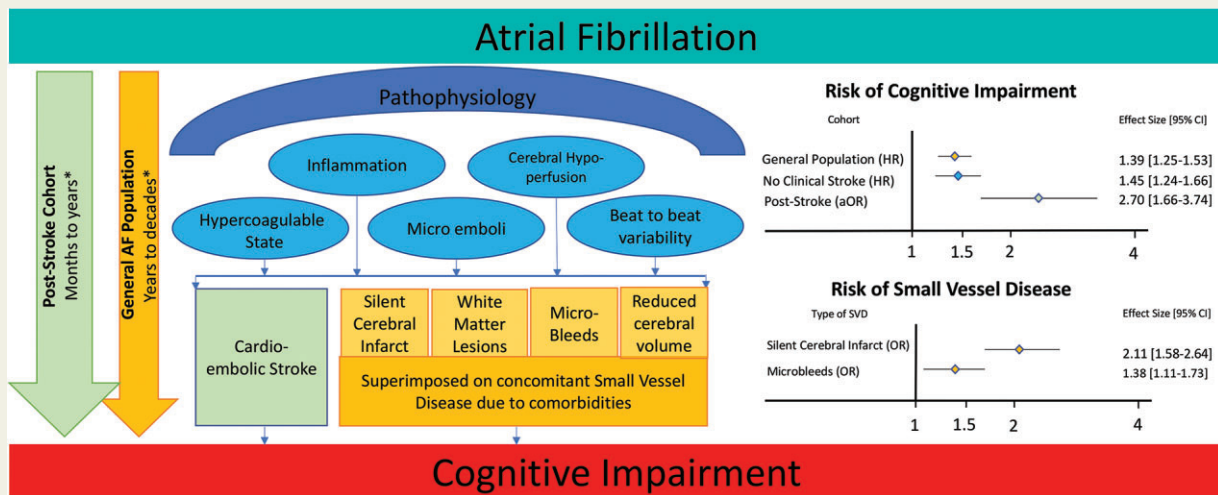 Atrial Fibrillation
Post-Stroke Cohort
Months to years*
General AF Population
Years to decades*
Pathophysiology
Inflammation
Cerebral Hypo-
perfusion
Hypercoagulable
State
Micro emboli
Beat to beat
variability
Cardio-
embolic Stroke
Silent
Cerebral
Infarct
White
Matter
Lesions
Micro-
Bleeds
Reduced
cerebral
volume
Superimposed on concomitant Small Vessel
Disease due to comorbidities
Risk of Cognitive Impairment
Cohort Effect Size [95% CI]
General Population (HR) 1.39 [1.25-1.53]
No Clinical Stroke (HR) 1.45 [1.24-1.66]
Post-Stroke (aOR) 2.70 [1.66-3.74]
1 1.5 2 4
Risk of Small Vessel Disease
Type of SVD Effect Size [95% CI]
Silent Cerebral Infarct (OR) 2.11 [1.58-2.64]
Microbleeds (OR) 1.38 [1.11-1.73]
1 1.5 2 4
Cognitive Impairment